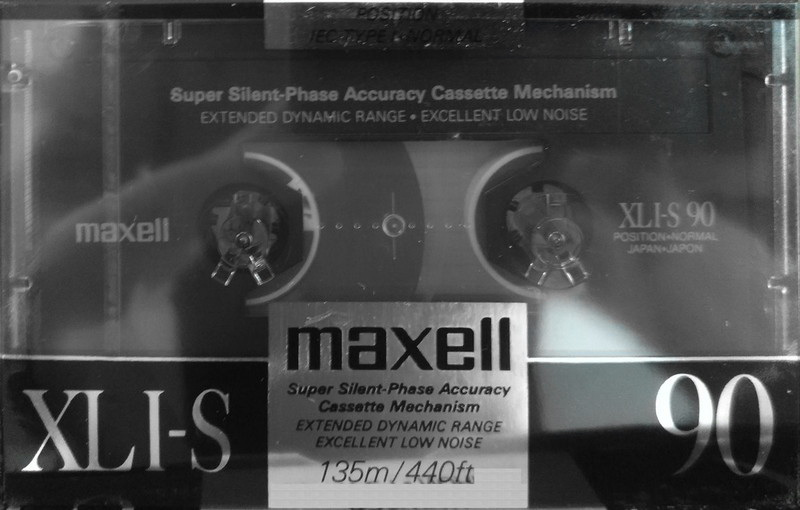 POSITION
IEC TYPE I • NORMAL
Super Silent-Phase Accuracy Cassette Mechanism
EXTENDED DYNAMIC RANGE • EXCELLENT LOW NOISE
maxell
XLI-S 90
POSITION•NORMAL
JAPAN•JAPON
maxell
Super Silent-Phase Accuracy
Cassette Mechanism
EXTENDED DYNAMIC RANGE
EXCELLENT LOW NOISE
135m/440ft
XLI-S
90